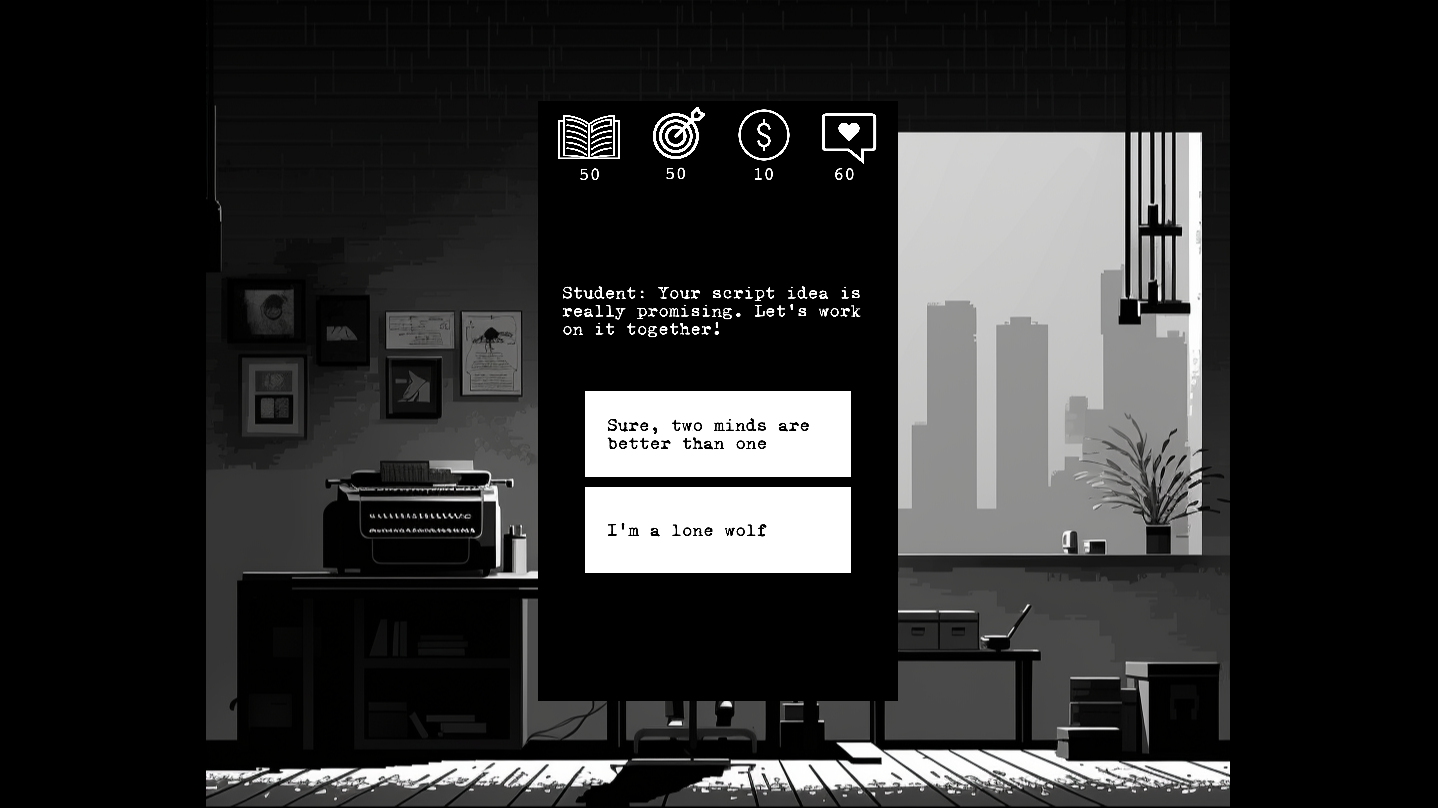 50 50 10 60
Student: Your script idea is
really promising. Let's work
on it together!
Sure, two minds are
better than one
I'm a lone wolf